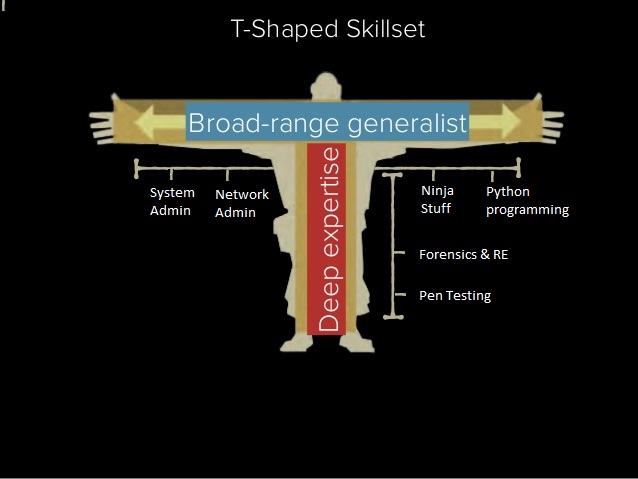 T-Shaped Skillset
Broad-range generalist
Deep expertise
System
Admin
Network
Admin
Ninja
Stuff
Python
programming
Forensics & RE
Pen Testing